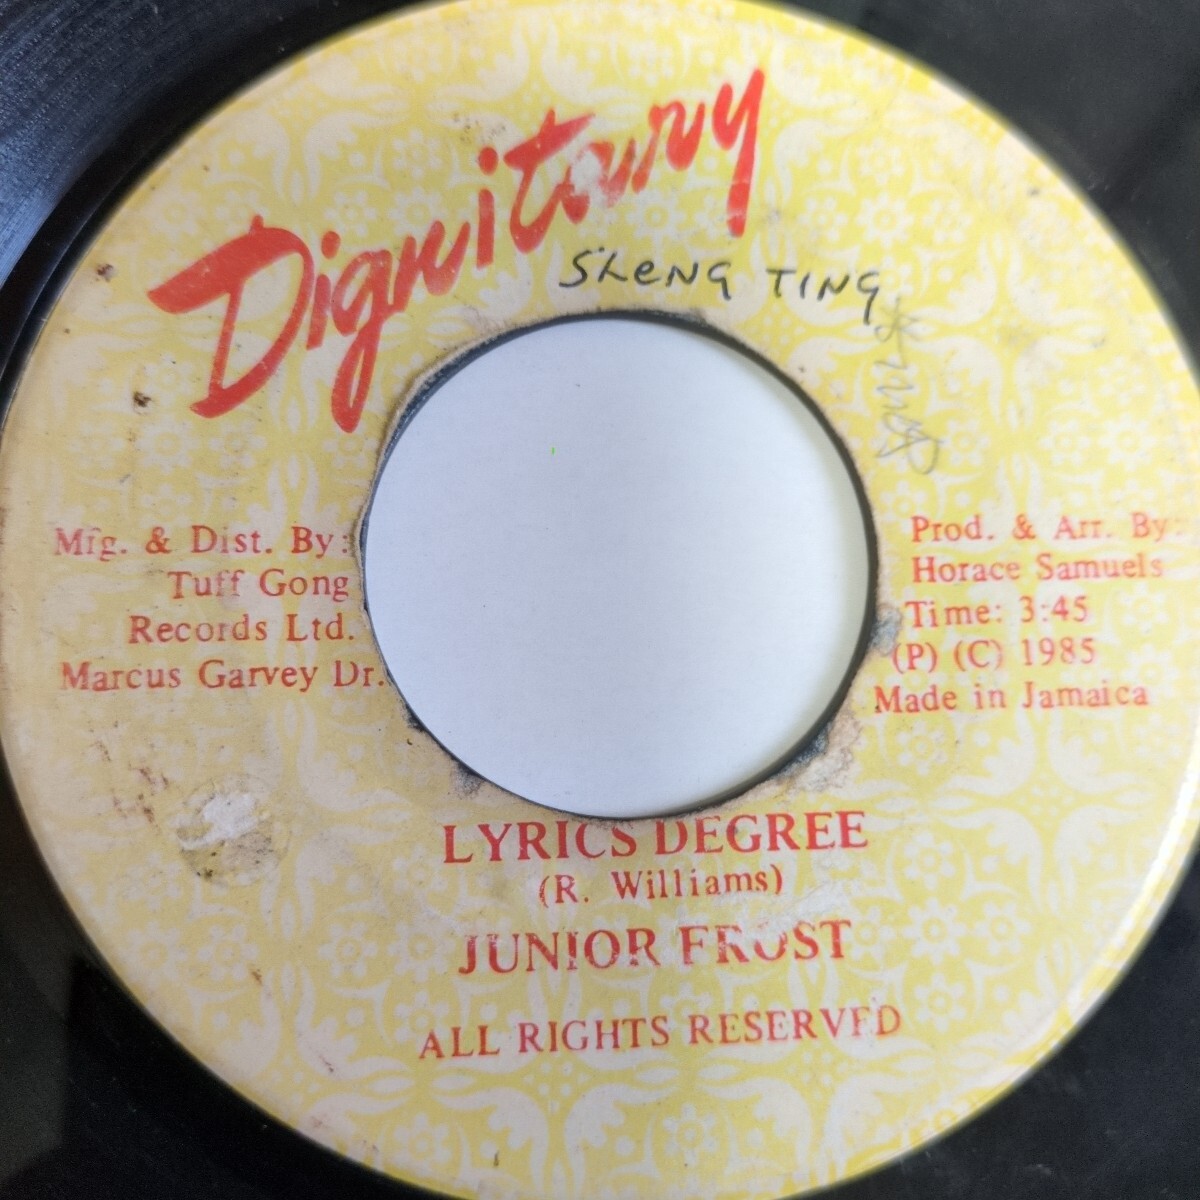 Dignitary
SLENG TING
Mfg. & Dist. By:
Tuff Gong
Records Ltd.
Marcus Garvey Dr.
Prod. & Arr. By:
Horace Samuels
Time: 3:45
(P) (C) 1985
Made in Jamaica
LYRICS DEGREE
(R. Williams)
JUNIOR FROST
ALL RIGHTS RESERVED